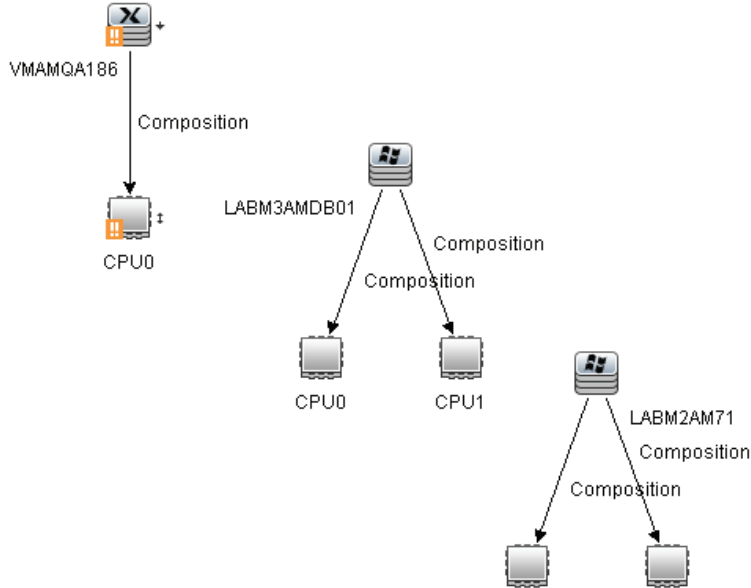 VMAMQA186
Composition
CPU0
LABM3AMDB01
Composition
Composition
CPU0
CPU1
LABM2AM71
Composition
Composition